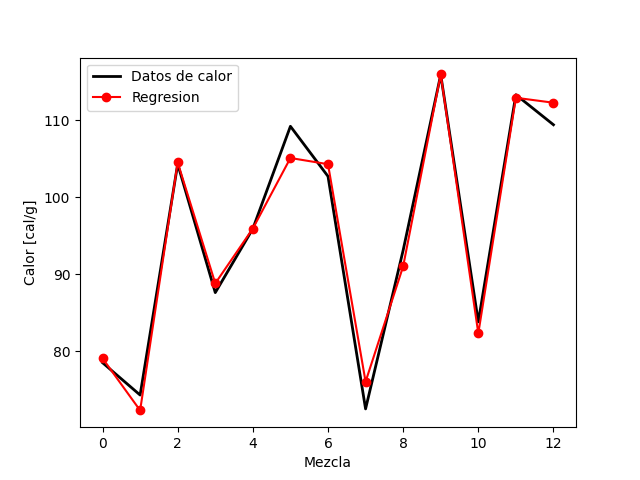 Datos de calor
Regresion
110
100
90
80
Calor [cal/g]
0 2 4 6 8 10 12
Mezcla